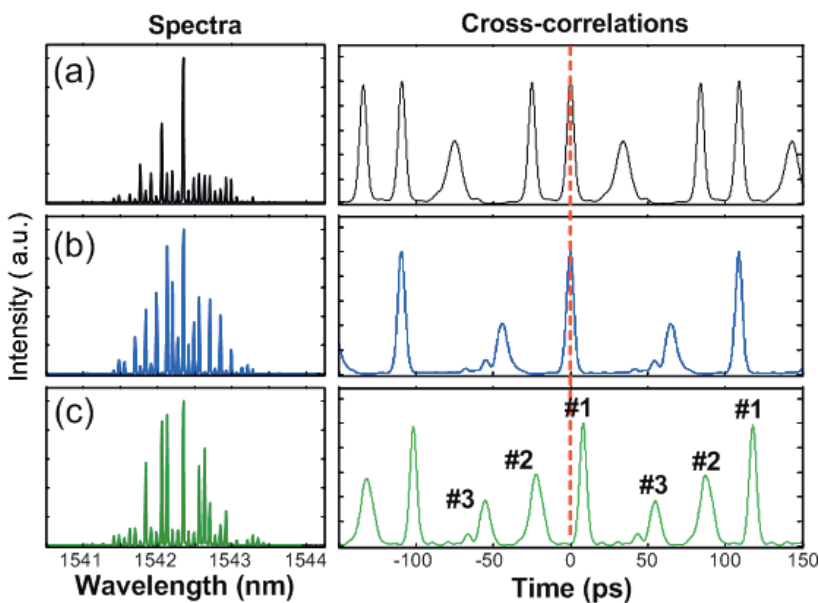 Spectra
Cross-correlations
(a)
(b)
(c)
#1
#1
#2
#2
#3
#3
Intensity ( a.u.)
1541 1542 1543 1544
-100 -50 0 50 100 150
Wavelength (nm)
Time (ps)